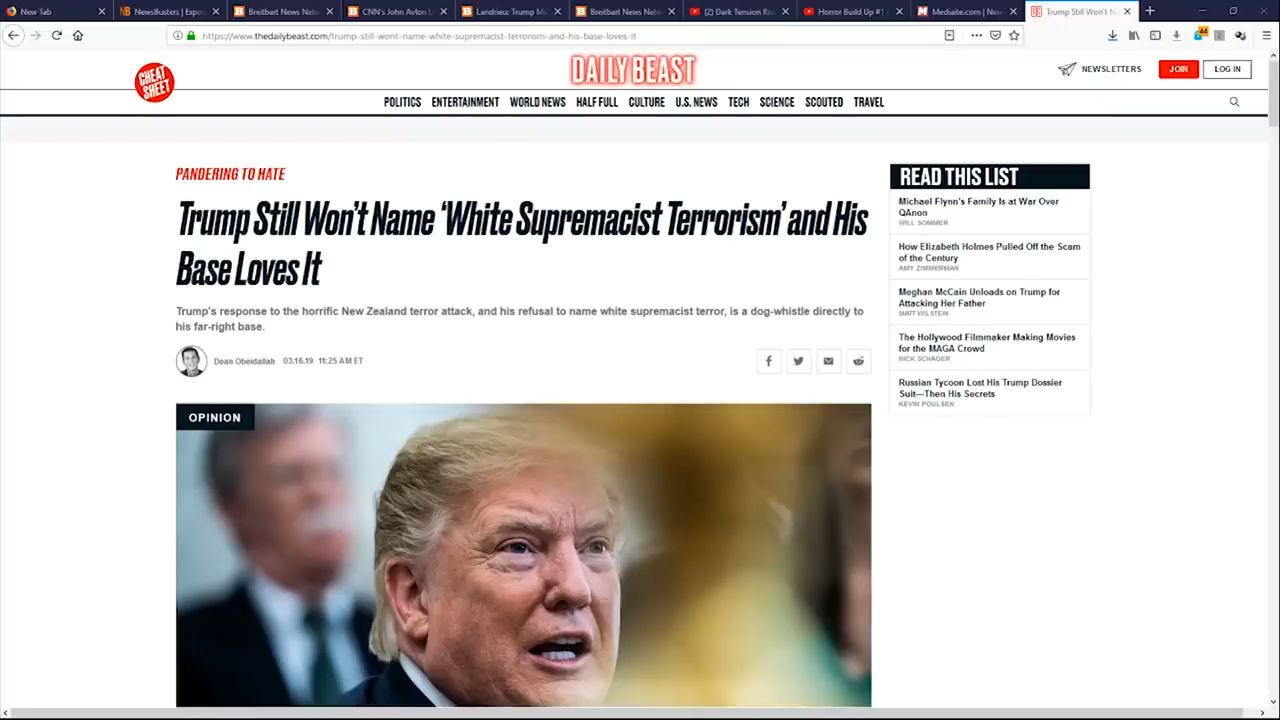 New Tab
NewsBusters | Expo
Breitbart News Netw
CNN's John Avlon L
Landrieu: Trump M
Breitbart News Netw
(2) Dark Tension R
Horror Build Up #1
Mediaite.com | New
Trump Still Won't N
https://www.thedailybeast.com/trump-still-wont-name-white-supremacist-terrorism-and-his-base-loves-it
44
CHEAT SHEET
DAILY BEAST
NEWSLETTERS
JOIN
LOG IN
POLITICS ENTERTAINMENT WORLD NEWS HALF FULL CULTURE U.S. NEWS TECH SCIENCE SCOUTED TRAVEL
PANDERING TO HATE
Trump Still Won't Name 'White Supremacist Terrorism' and His
Base Loves It
Trump's response to the horrific New Zealand terror attack, and his refusal to name white supremacist terror, is a dog-whistle directly to
his far-right base.
Dean Obeidallah 03.16.19 11:25 AM ET
OPINION
READ THIS LIST
Michael Flynn's Family Is at War Over
QAnon
WILL SOMMER
How Elizabeth Holmes Pulled Off the Scam
of the Century
AMY ZIMMERMAN
Meghan McCain Unloads on Trump for
Attacking Her Father
MATT WILSTEIN
The Hollywood Filmmaker Making Movies
for the MAGA Crowd
NICK SCHAGER
Russian Tycoon Lost His Trump Dossier
Suit—Then His Secrets
KEVIN POULSEN